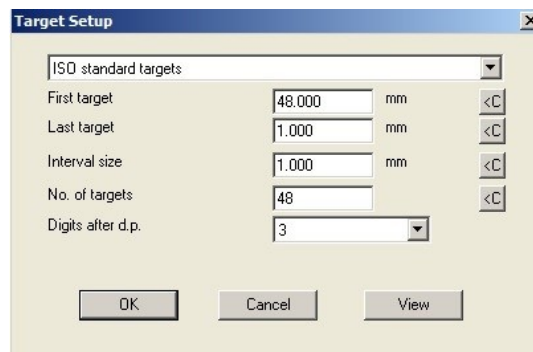 Target Setup
ISO standard targets
First target 48.000 mm <C
Last target 1.000 mm <C
Interval size 1.000 mm <C
No. of targets 48 <C
Digits after d.p. 3
OK Cancel View